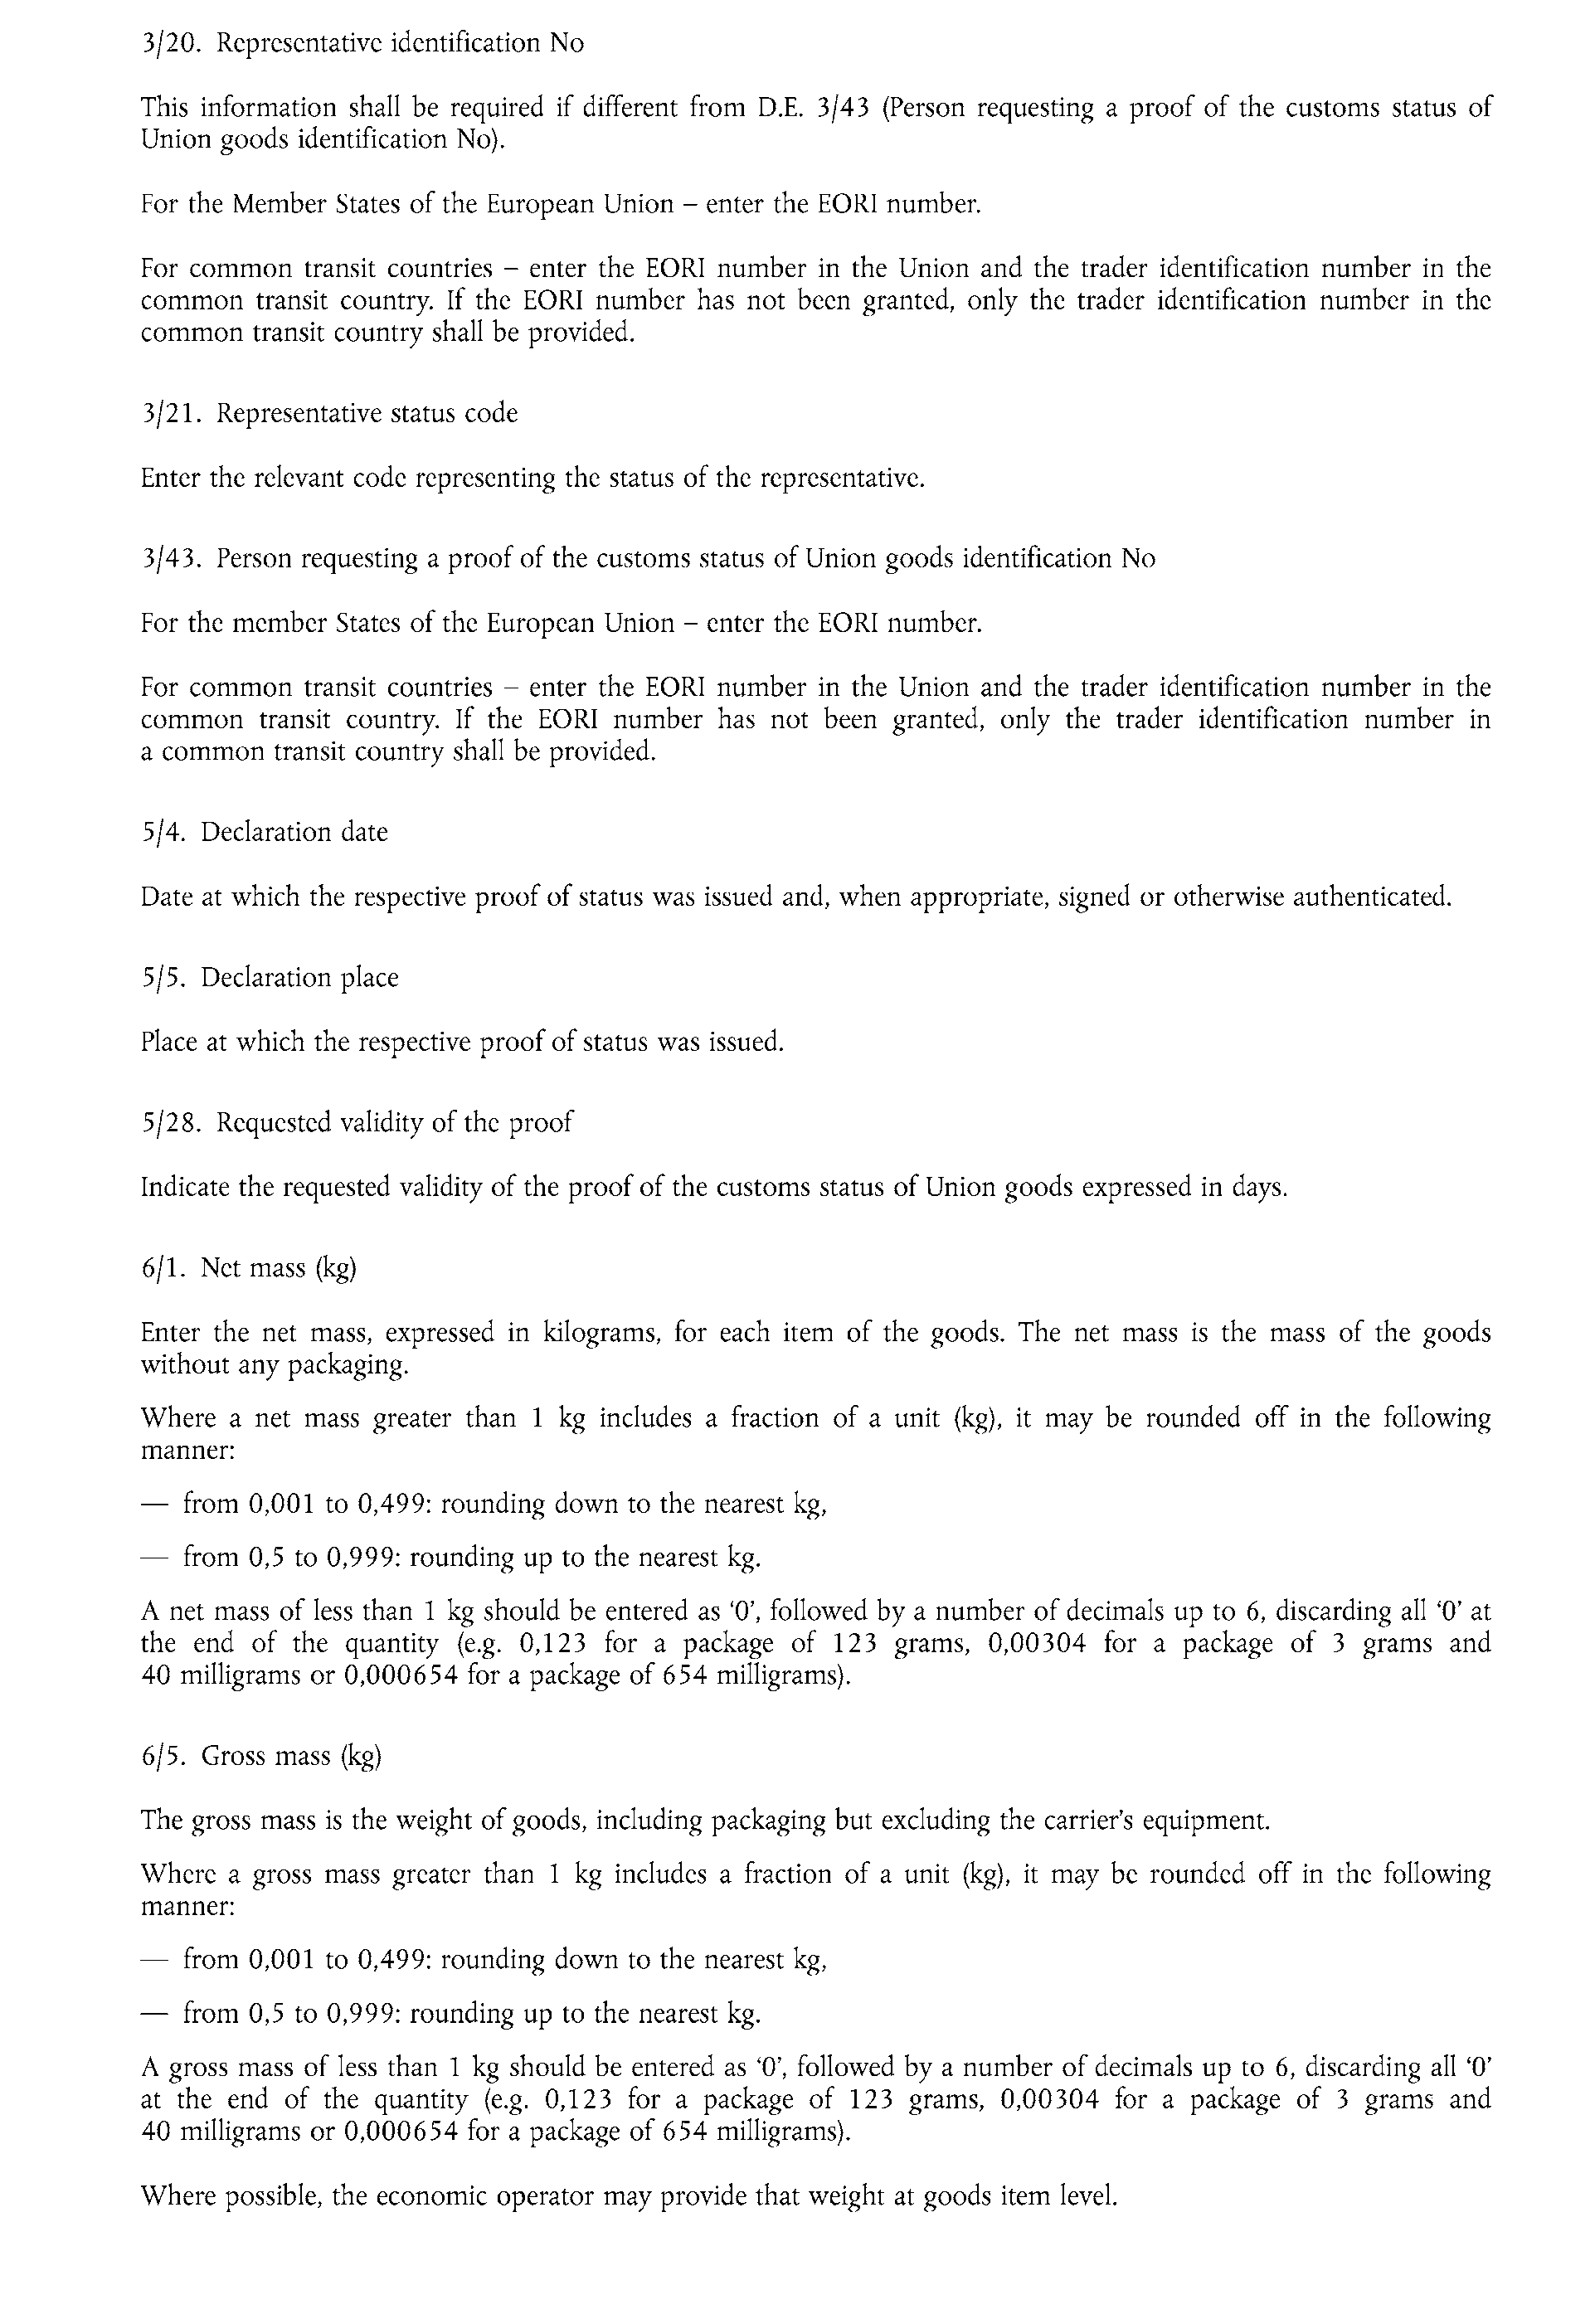 3/20. Representative identification No
This information shall be required if different from D.E. 3/43 (Person requesting a proof of the customs status of
Union goods identification No).
For the Member States of the European Union – enter the EORI number.
For common transit countries – enter the EORI number in the Union and the trader identification number in the
common transit country. If the EORI number has not been granted, only the trader identification number in the
common transit country shall be provided.
3/21. Representative status code
Enter the relevant code representing the status of the representative.
3/43. Person requesting a proof of the customs status of Union goods identification No
For the member States of the European Union – enter the EORI number.
For common transit countries – enter the EORI number in the Union and the trader identification number in the
common transit country. If the EORI number has not been granted, only the trader identification number in
a common transit country shall be provided.
5/4. Declaration date
Date at which the respective proof of status was issued and, when appropriate, signed or otherwise authenticated.
5/5. Declaration place
Place at which the respective proof of status was issued.
5/28. Requested validity of the proof
Indicate the requested validity of the proof of the customs status of Union goods expressed in days.
6/1. Net mass (kg)
Enter the net mass, expressed in kilograms, for each item of the goods. The net mass is the mass of the goods
without any packaging.
Where a net mass greater than 1 kg includes a fraction of a unit (kg), it may be rounded off in the following
manner:
— from 0,001 to 0,499: rounding down to the nearest kg,
— from 0,5 to 0,999: rounding up to the nearest kg.
A net mass of less than 1 kg should be entered as ‘0’, followed by a number of decimals up to 6, discarding all ‘0’ at
the end of the quantity (e.g. 0,123 for a package of 123 grams, 0,00304 for a package of 3 grams and
40 milligrams or 0,000654 for a package of 654 milligrams).
6/5. Gross mass (kg)
The gross mass is the weight of goods, including packaging but excluding the carrier’s equipment.
Where a gross mass greater than 1 kg includes a fraction of a unit (kg), it may be rounded off in the following
manner:
— from 0,001 to 0,499: rounding down to the nearest kg,
— from 0,5 to 0,999: rounding up to the nearest kg.
A gross mass of less than 1 kg should be entered as ‘0’, followed by a number of decimals up to 6, discarding all ‘0’
at the end of the quantity (e.g. 0,123 for a package of 123 grams, 0,00304 for a package of 3 grams and
40 milligrams or 0,000654 for a package of 654 milligrams).
Where possible, the economic operator may provide that weight at goods item level.